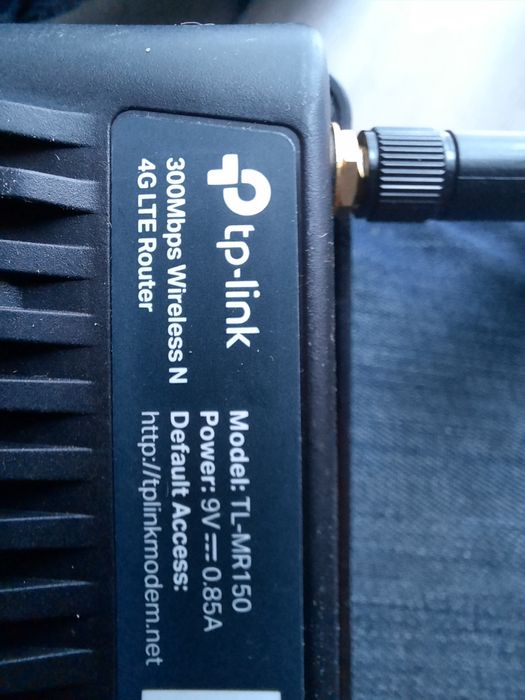 tp-link
300Mbps Wireless N
4G LTE Router
Model: TL-MR150
Power: 9V⎓0.85A
Default Access:
http://tplinkmodem.net